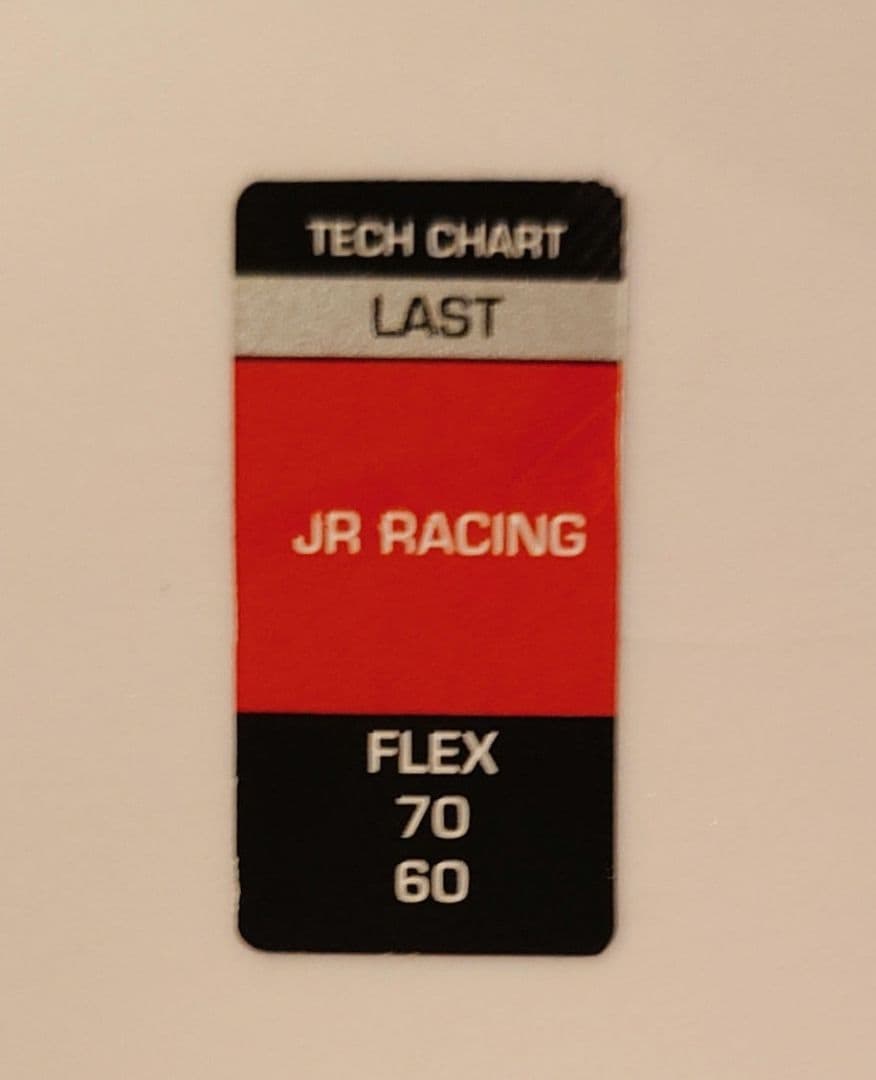 TECH CHART
LAST
JR RACING
FLEX
70
60